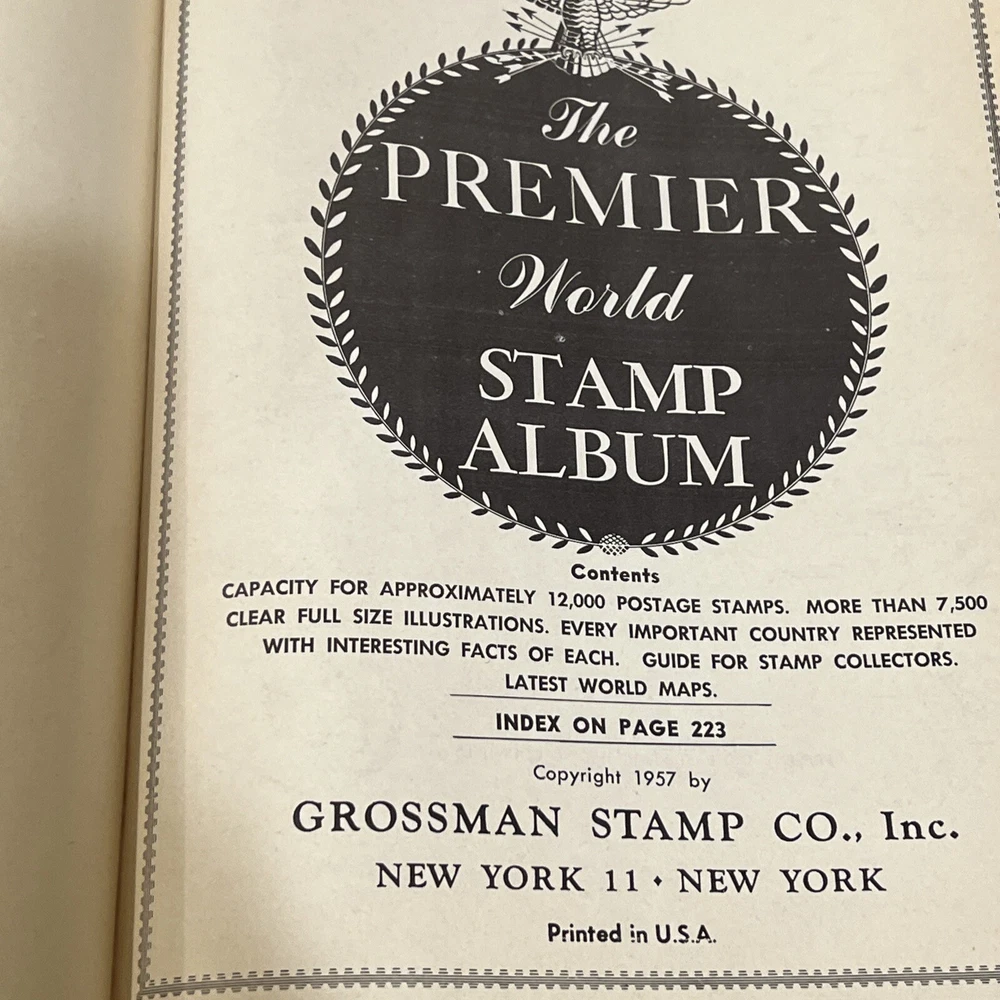 The
PREMIER
World
STAMP
ALBUM
Contents
CAPACITY FOR APPROXIMATELY 12,000 POSTAGE STAMPS. MORE THAN 7,500
CLEAR FULL SIZE ILLUSTRATIONS. EVERY IMPORTANT COUNTRY REPRESENTED
WITH INTERESTING FACTS OF EACH. GUIDE FOR STAMP COLLECTORS.
LATEST WORLD MAPS.
INDEX ON PAGE 223
Copyright 1957 by
GROSSMAN STAMP CO., Inc.
NEW YORK 11 • NEW YORK
Printed in U.S.A.